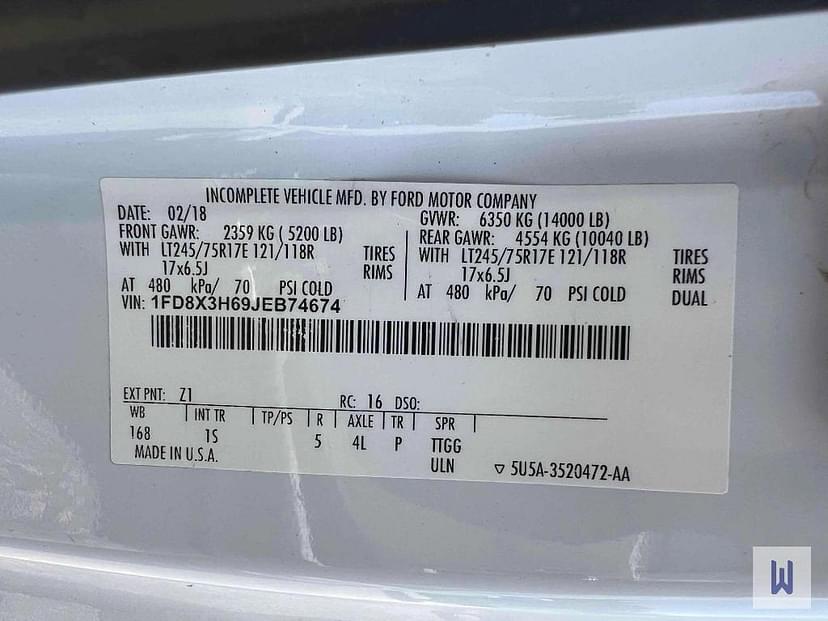 INCOMPLETE VEHICLE MFD. BY FORD MOTOR COMPANY
DATE: 02/18 GVWR: 6350 KG (14000 LB)
FRONT GAWR: 2359 KG ( 5200 LB) REAR GAWR: 4554 KG (10040 LB)
WITH LT245/75R17E 121/118R TIRES WITH LT245/75R17E 121/118R TIRES
17x6.5J RIMS 17x6.5J RIMS
AT 480 kPa/ 70 PSI COLD AT 480 kPa/ 70 PSI COLD DUAL
VIN: 1FD8X3H69JEB74674
EXT PNT: Z1 RC: 16 DSO:
WB INT TR TP/PS R AXLE TR SPR
168 1S 5 4L P TTGG
MADE IN U.S.A. ULN 5U5A-3520472-AA
W